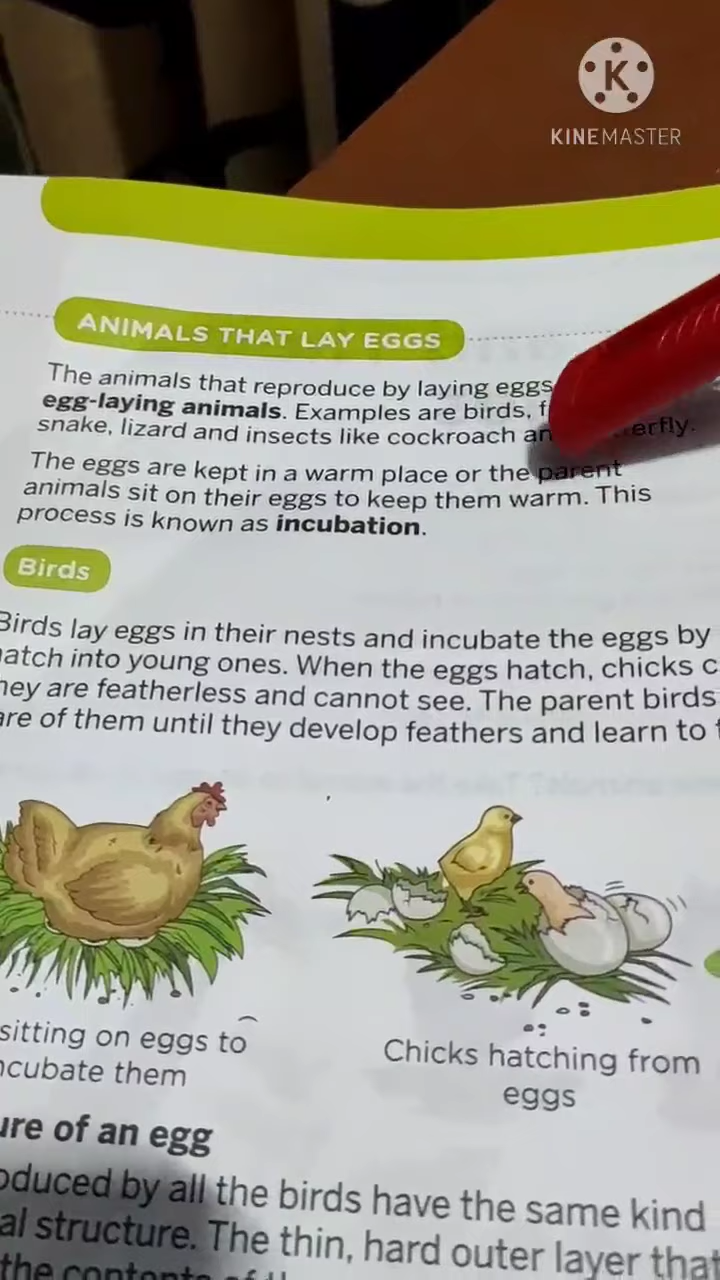 K
KINEMASTER
ANIMALS THAT LAY EGGS
The animals that reproduce by laying eggs
egg-laying animals. Examples are birds,
snake, lizard and insects like cockroach
The eggs are kept in a warm place or the parent
animals sit on their eggs to keep them warm. This
process is known as incubation.
Birds
Birds lay eggs in their nests and incubate the eggs by
into young ones. When the eggs hatch, chicks
are featherless and cannot see. The parent birds
of them until they develop feathers and learn to
sitting on eggs to
them
Chicks hatching from
eggs
of an egg
by all the birds have the same kind
structure. The thin, hard outer layer that
the